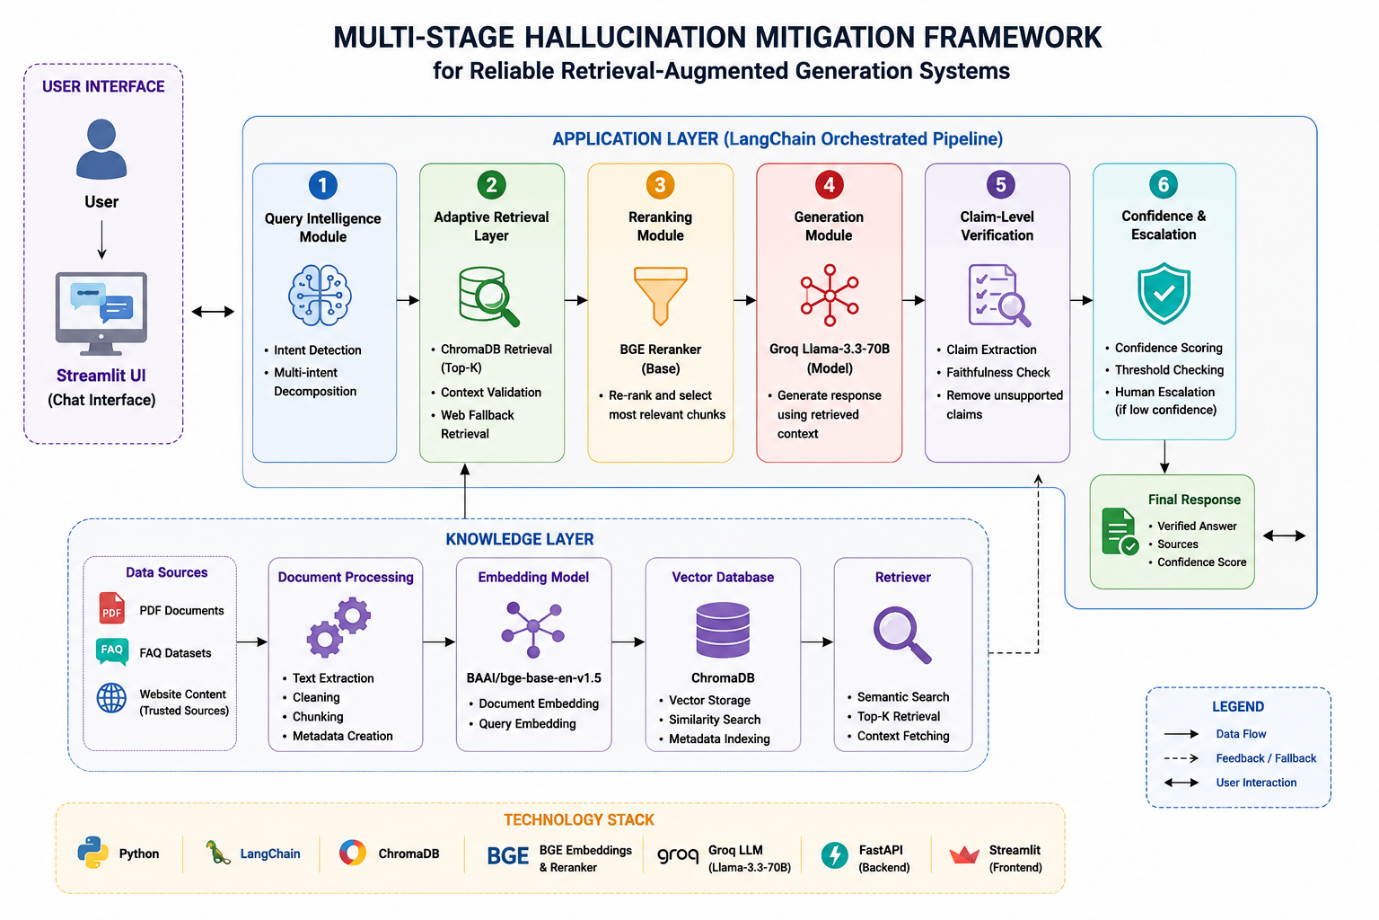 MULTI-STAGE HALLUCINATION MITIGATION FRAMEWORK
for Reliable Retrieval-Augmented Generation Systems
USER INTERFACE
User
Streamlit UI
(Chat Interface)
APPLICATION LAYER (LangChain Orchestrated Pipeline)
1
Query Intelligence
Module
• Intent Detection
• Multi-intent
Decomposition
2
Adaptive Retrieval
Layer
• ChromaDB Retrieval
(Top-K)
• Context Validation
• Web Fallback
Retrieval
3
Reranking
Module
BGE Reranker
(Base)
• Re-rank and select
most relevant chunks
4
Generation
Module
Groq Llama-3.3-70B
(Model)
• Generate response
using retrieved
context
5
Claim-Level
Verification
• Claim Extraction
• Faithfulness Check
• Remove unsupported
claims
6
Confidence &
Escalation
• Confidence Scoring
• Threshold Checking
• Human Escalation
(if low confidence)
Final Response
• Verified Answer
• Sources
• Confidence Score
KNOWLEDGE LAYER
Data Sources
PDF
PDF Documents
FAQ
FAQ Datasets
Website Content
(Trusted Sources)
Document Processing
• Text Extraction
• Cleaning
• Chunking
• Metadata Creation
Embedding Model
BAAI/bge-base-en-v1.5
• Document Embedding
• Query Embedding
Vector Database
ChromaDB
• Vector Storage
• Similarity Search
• Metadata Indexing
Retriever
• Semantic Search
• Top-K Retrieval
• Context Fetching
LEGEND
Data Flow
Feedback / Fallback
User Interaction
TECHNOLOGY STACK
Python
LangChain
ChromaDB
BGE
BGE Embeddings
& Reranker
groq
Groq LLM
(Llama-3.3-70B)
FastAPI
(Backend)
Streamlit
(Frontend)